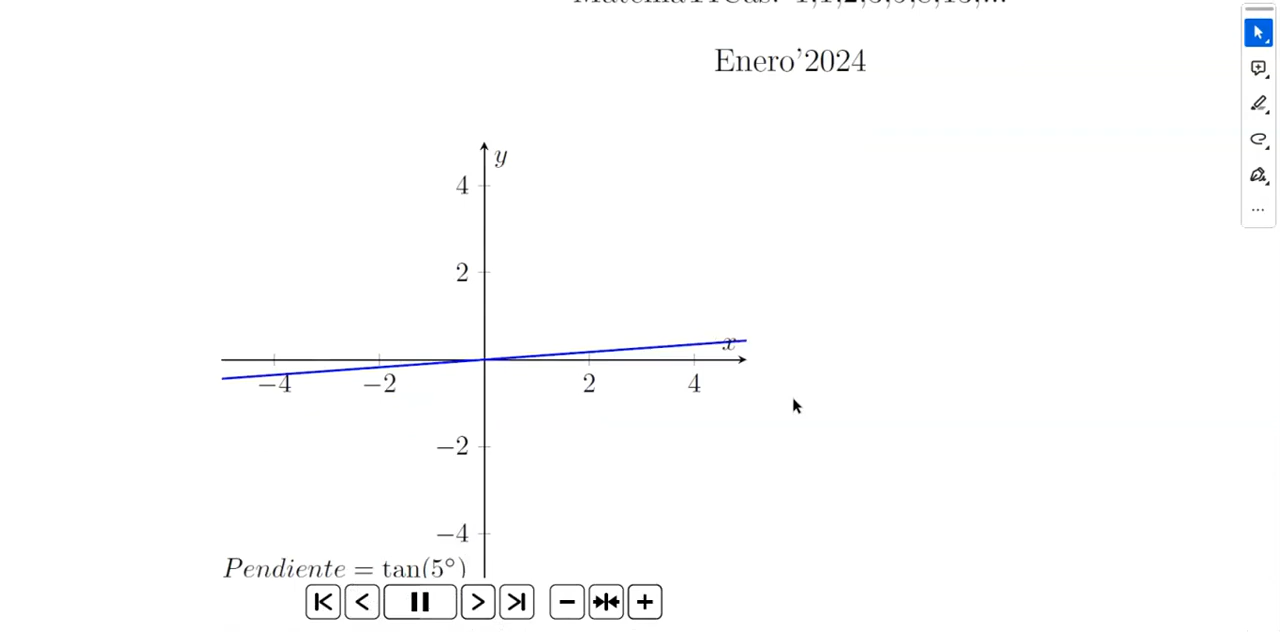 Enero'2024
y
4
2
x
−4 −2 2 4
−2
−4
Pendiente = tan(5°)